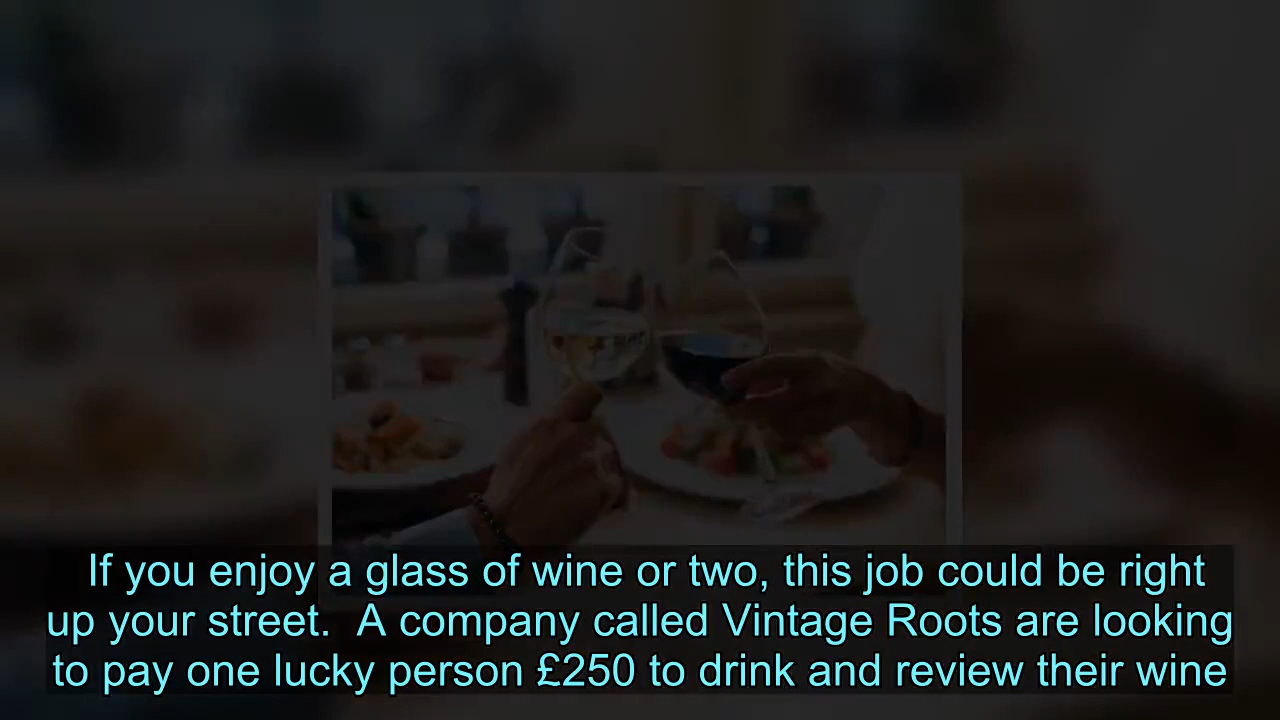 If you enjoy a glass of wine or two, this job could be right
up your street.  A company called Vintage Roots are looking
to pay one lucky person £250 to drink and review their wine